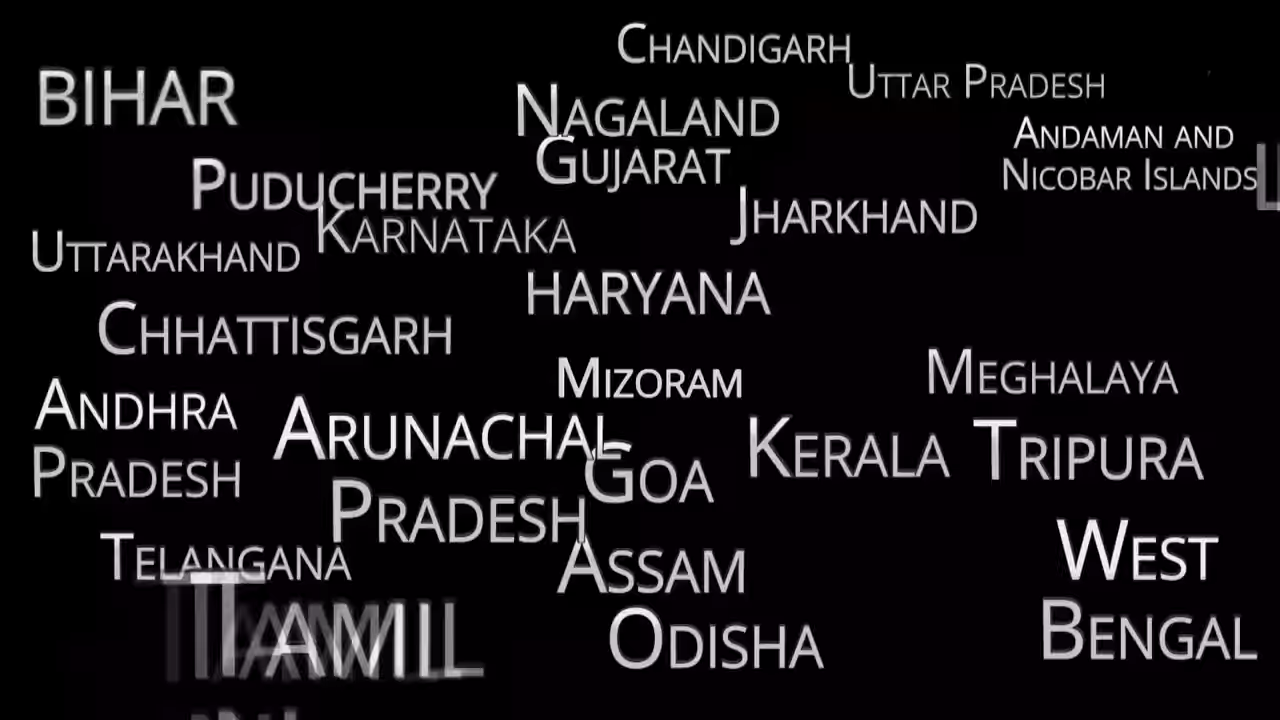 Chandigarh
BIHAR
Uttar Pradesh
Nagaland
Andaman and
Nicobar Islands
Gujarat
Puducherry
Jharkhand
Karnataka
Uttarakhand
HARYANA
Chhattisgarh
Mizoram
Meghalaya
Andhra
Pradesh
Arunachal
Pradesh
Goa
Kerala
Tripura
Telangana
Assam
West
Bengal
Tamil
Odisha